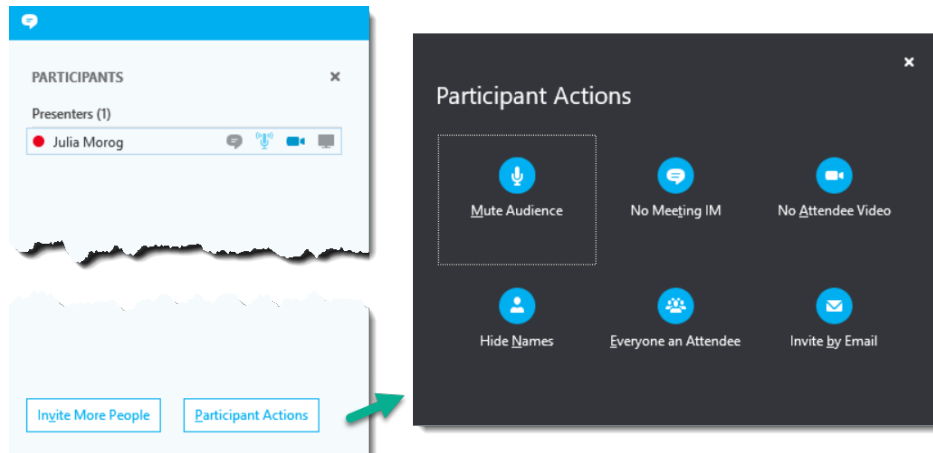 PARTICIPANTS
Presenters (1)
Julia Morog
Invite More People
Participant Actions
Participant Actions
Mute Audience
No Meeting IM
No Attendee Video
Hide Names
Everyone an Attendee
Invite by Email